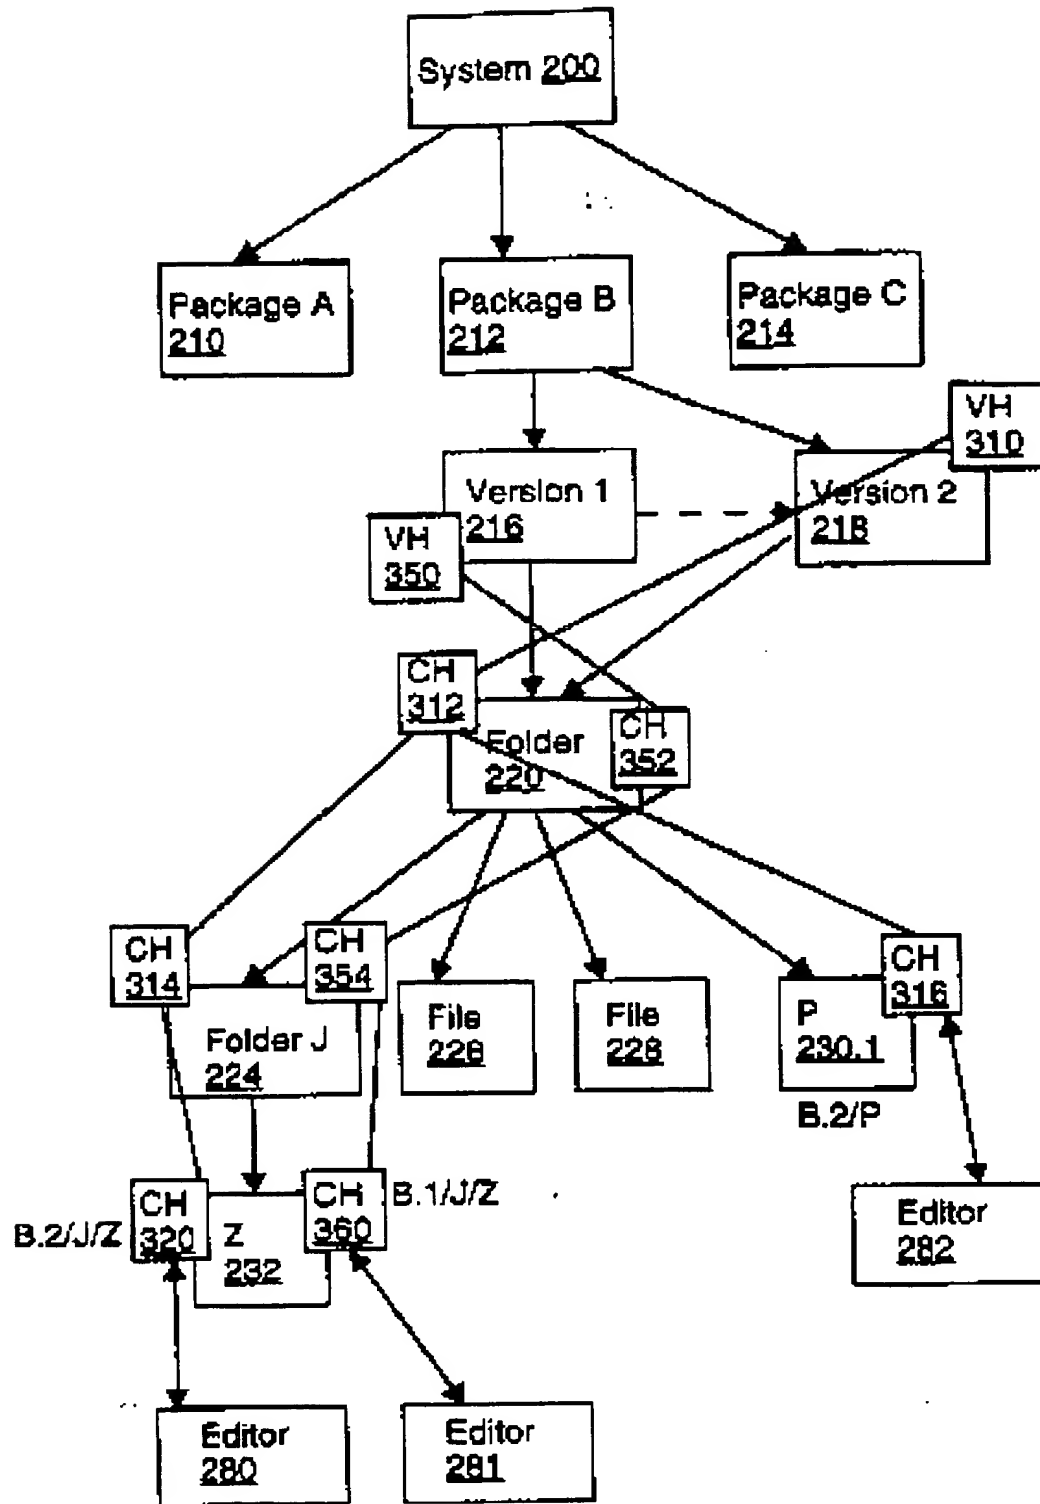 System 200
Package A
210
Package B
212
Package C
214
VH
310
Version 1
216
Version 2
218
VH
350
CH
312
Folder
220
CH
352
CH
314
CH
354
Folder J
224
File
226
File
228
P
230.1
CH
316
B.2/P
CH
320
B.2/J/Z
Z
232
CH
360
B.1/J/Z
Editor
282
Editor
280
Editor
281